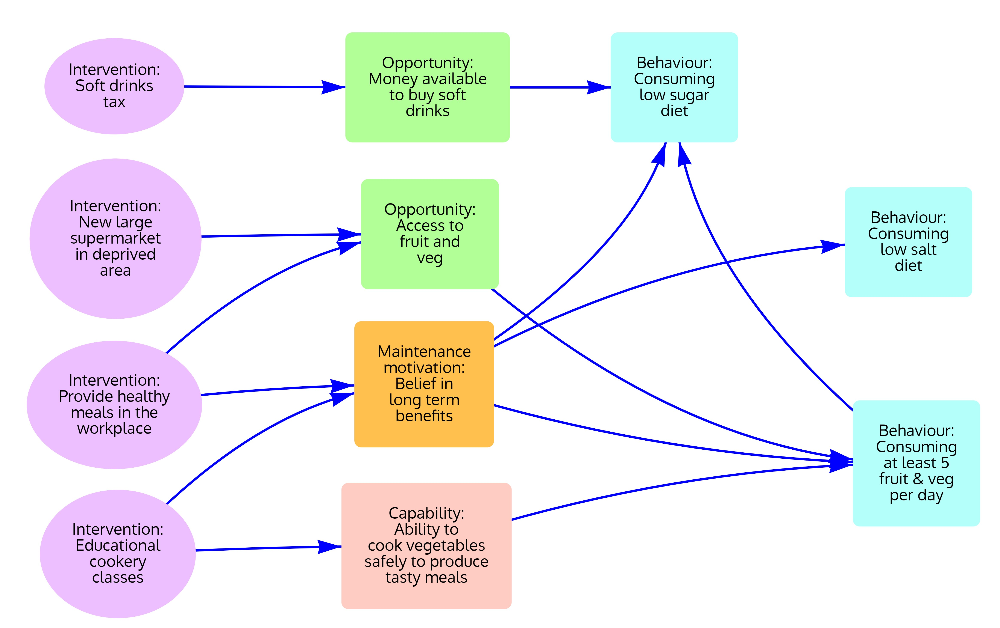 Intervention:
Soft drinks
tax
Opportunity:
Money available
to buy soft
drinks
Behaviour:
Consuming
low sugar
diet
Intervention:
New large
supermarket
in deprived
area
Opportunity:
Access to
fruit and
veg
Behaviour:
Consuming
low salt
diet
Intervention:
Provide healthy
meals in the
workplace
Maintenance
motivation:
Belief in
long term
benefits
Behaviour:
Consuming
at least 5
fruit & veg
per day
Intervention:
Educational
cookery
classes
Capability:
Ability to
cook vegetables
safely to produce
tasty meals